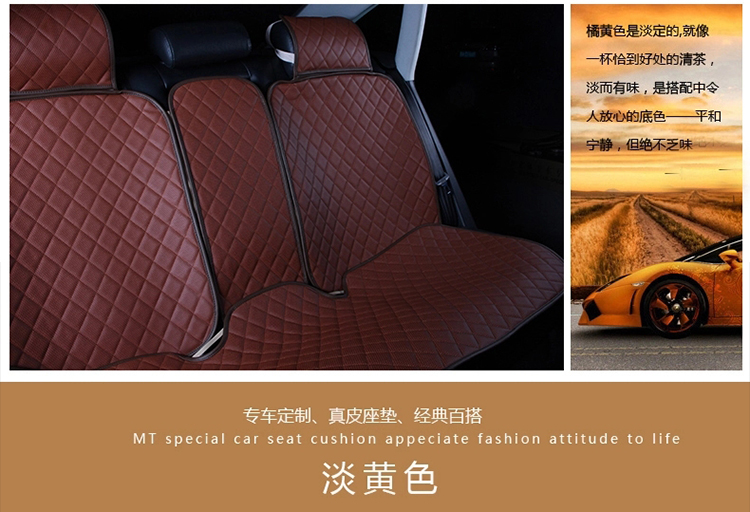 橘黄色是淡定的,就像
一杯恰到好处的清茶，
淡而有味，是搭配中令
人放心的底色——平和
宁静，但绝不乏味
专车定制、真皮座垫、经典百搭
MT special car seat cushion appeciate fashion attitude to life
淡黄色